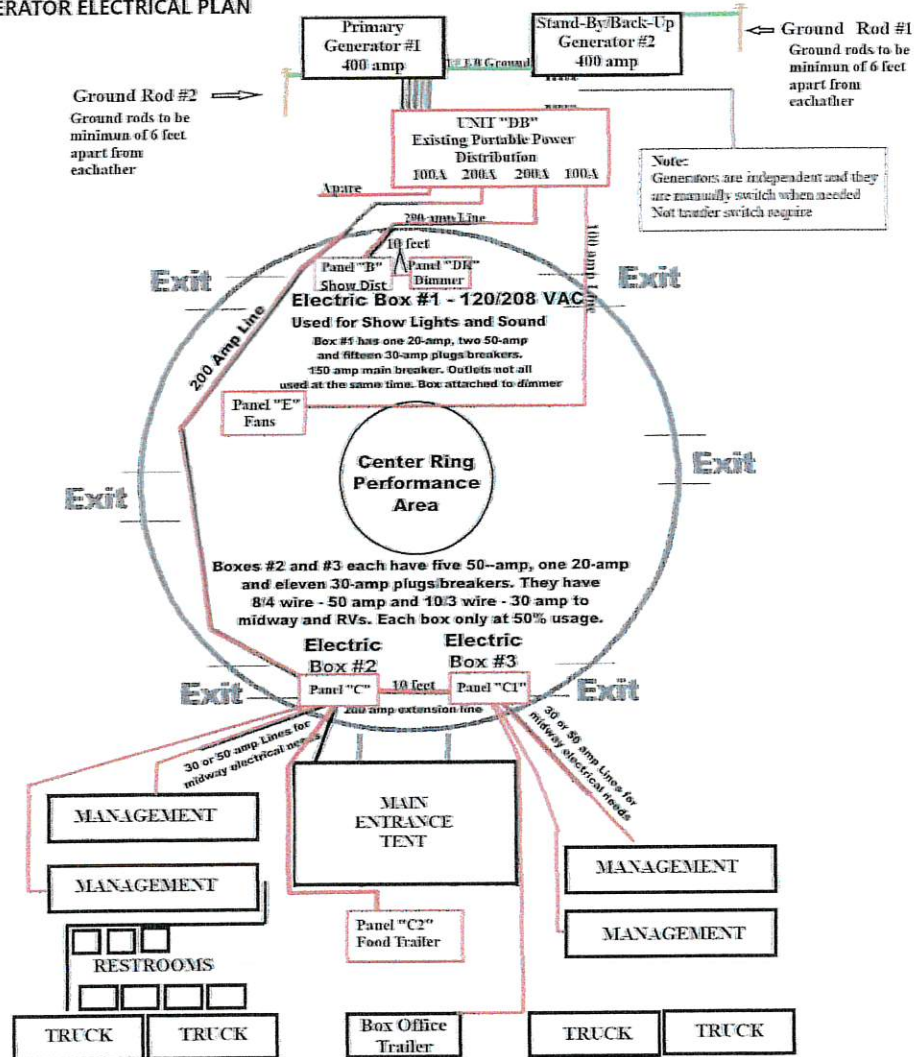 ERATOR ELECTRICAL PLAN
Primary
Generator #1
400 amp
Stand-By/Back-Up
Generator #2
400 amp
Ground Rod #1
Ground rods to be
minimun of 6 feet
apart from
eachather
Ground Rod #2
Ground rods to be
minimun of 6 feet
apart from
eachather
Ground
UNIT "DB"
Existing Portable Power
Distribution
100A 200A 200A 100A
Note:
Generators are independent and they
are manually switch when needed
Not tranfer switch require
Apare
200 amp Line
100 amp Line
10 feet
Panel "B"
Show Dist
Panel "DR"
Dimmer
Exit
Exit
Electric Box #1 - 120/208 VAC
Used for Show Lights and Sound
Box #1 has one 20-amp, two 50-amp
and fifteen 30-amp plugs breakers.
150 amp main breaker. Outlets not all
used at the same time. Box attached to dimmer
200 Amp Line
Panel "E"
Fans
Center Ring
Performance
Area
Exit
Exit
Boxes #2 and #3 each have five 50--amp, one 20-amp
and eleven 30-amp plugs breakers. They have
8/4 wire - 50 amp and 10/3 wire - 30 amp to
midway and RVs. Each box only at 50% usage.
Electric
Box #2
Electric
Box #3
Exit
Panel "C"
10 feet
Panel "C1"
Exit
200 amp extension line
30 or 50 amp Lines for
midway electrical needs
30 or 50 amp Lines for
midway electrical needs
MANAGEMENT
MAIN
ENTRANCE
TENT
MANAGEMENT
MANAGEMENT
MANAGEMENT
Panel "C2"
Food Trailer
RESTROOMS
TRUCK
TRUCK
Box Office
Trailer
TRUCK
TRUCK